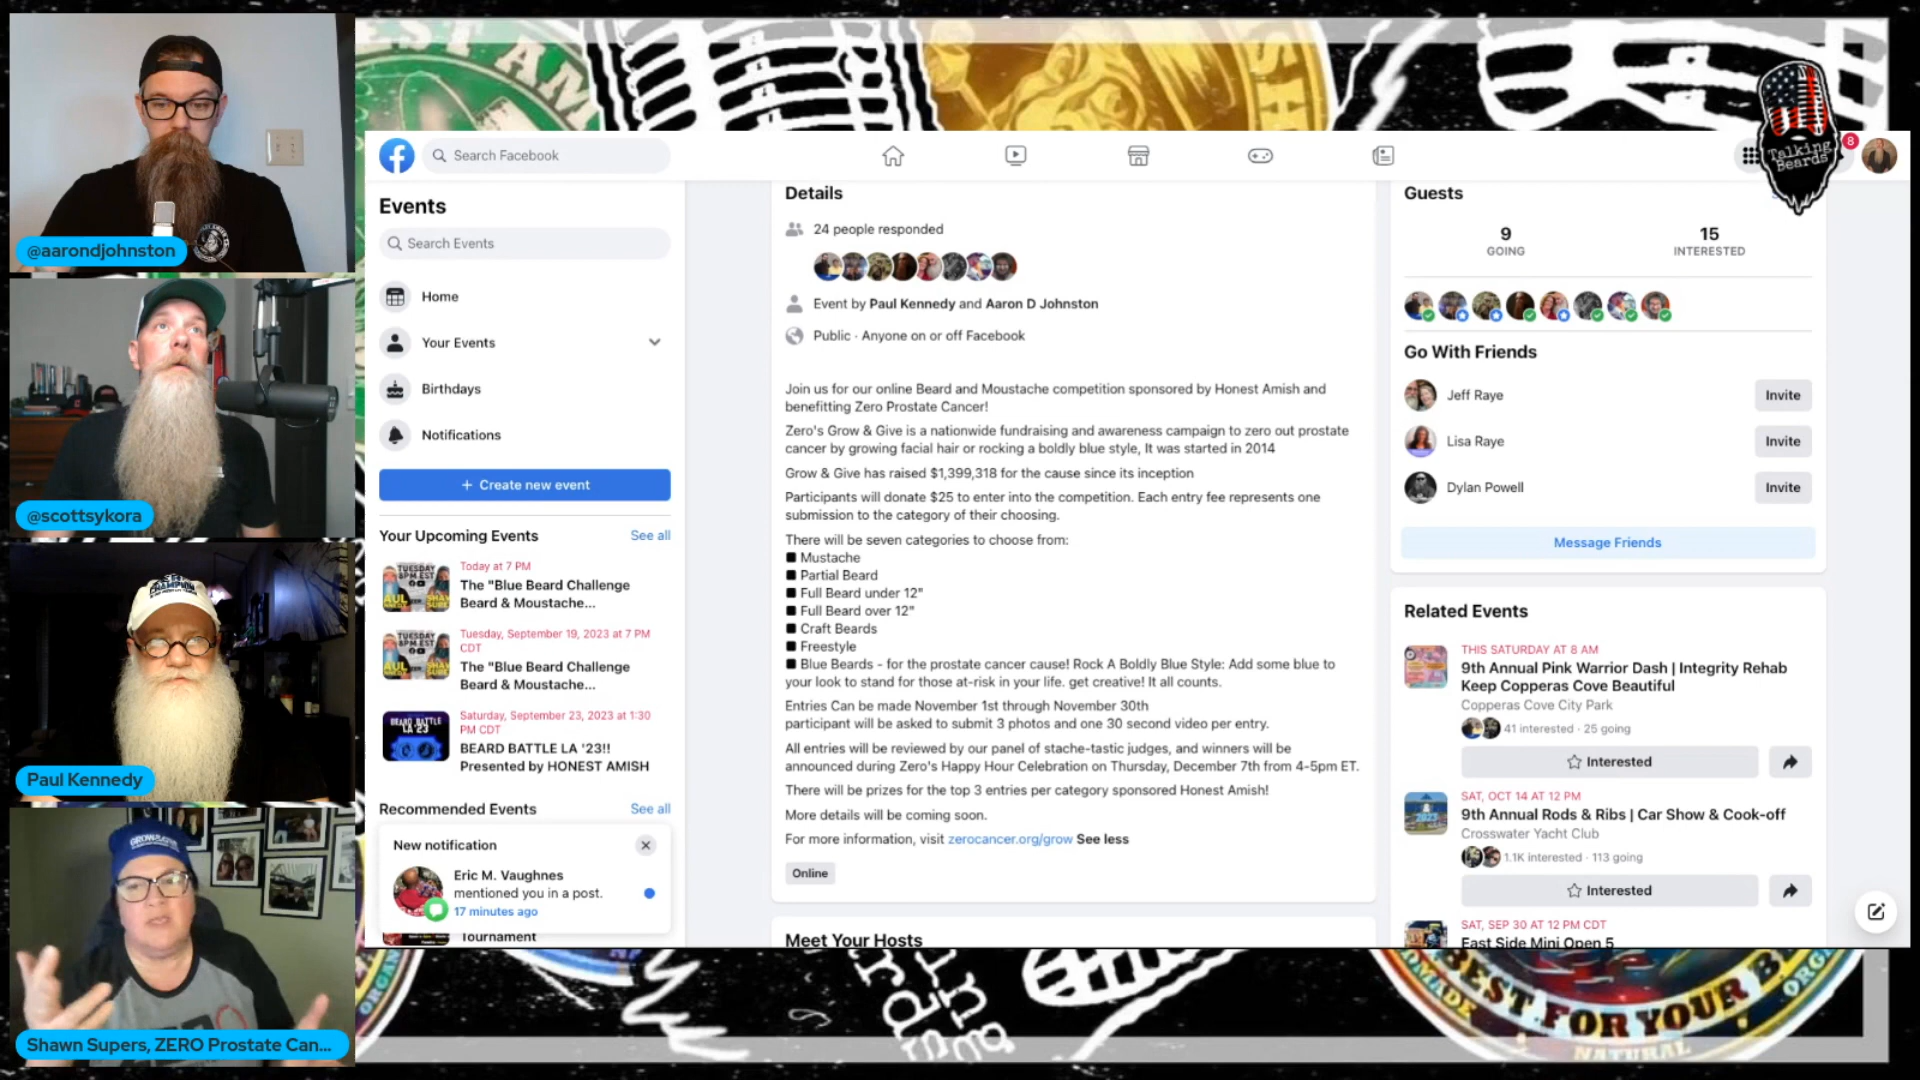 EST AM
SH
Talking
Beards
8
@aarondjohnston
@scottsykora
CHAMPION
Paul Kennedy
Shawn Supers, ZERO Prostate Can...
Search Facebook
Events
Search Events
Home
Your Events
Birthdays
Notifications
+ Create new event
Your Upcoming Events See all
Today at 7 PM
The "Blue Beard Challenge
Beard & Moustache...
Tuesday, September 19, 2023 at 7 PM
CDT
The "Blue Beard Challenge
Beard & Moustache...
Saturday, September 23, 2023 at 1:30
PM CDT
BEARD BATTLE LA '23!!
Presented by HONEST AMISH
BEARD BATTLE
LA '23
Recommended Events See all
New notification
Eric M. Vaughnes
mentioned you in a post.
17 minutes ago
Tournament
Details
24 people responded
Event by Paul Kennedy and Aaron D Johnston
Public · Anyone on or off Facebook
Join us for our online Beard and Moustache competition sponsored by Honest Amish and
benefitting Zero Prostate Cancer!
Zero's Grow & Give is a nationwide fundraising and awareness campaign to zero out prostate
cancer by growing facial hair or rocking a boldly blue style, It was started in 2014
Grow & Give has raised $1,399,318 for the cause since its inception
Participants will donate $25 to enter into the competition. Each entry fee represents one
submission to the category of their choosing.
There will be seven categories to choose from:
■ Mustache
■ Partial Beard
■ Full Beard under 12"
■ Full Beard over 12"
■ Craft Beards
■ Freestyle
■ Blue Beards - for the prostate cancer cause! Rock A Boldly Blue Style: Add some blue to
your look to stand for those at-risk in your life. get creative! It all counts.
Entries Can be made November 1st through November 30th
participant will be asked to submit 3 photos and one 30 second video per entry.
All entries will be reviewed by our panel of stache-tastic judges, and winners will be
announced during Zero's Happy Hour Celebration on Thursday, December 7th from 4-5pm ET.
There will be prizes for the top 3 entries per category sponsored Honest Amish!
More details will be coming soon.
For more information, visit zerocancer.org/grow See less
Online
Meet Your Hosts
Guests
9 15
GOING INTERESTED
Go With Friends
Jeff Raye Invite
Lisa Raye Invite
Dylan Powell Invite
Message Friends
Related Events
THIS SATURDAY AT 8 AM
9th Annual Pink Warrior Dash | Integrity Rehab
Keep Copperas Cove Beautiful
Copperas Cove City Park
41 interested · 25 going
Interested
SAT, OCT 14 AT 12 PM
9th Annual Rods & Ribs | Car Show & Cook-off
Crosswater Yacht Club
1.1K interested · 113 going
Interested
SAT, SEP 30 AT 12 PM CDT
East Side Mini Open 5
BEST FOR YOUR B
NATURAL